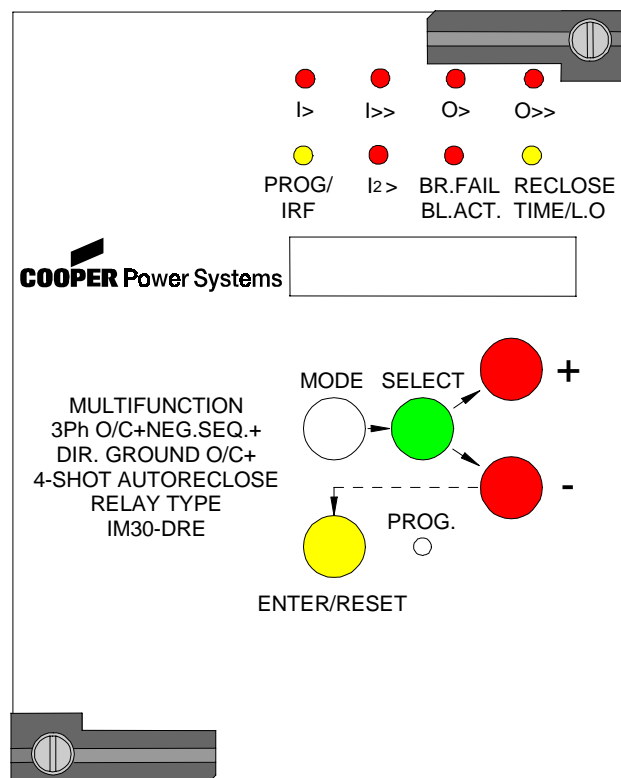 I> I>> O> O>>
PROG/ I2> BR.FAIL RECLOSE
IRF BL.ACT. TIME/L.O
COOPER Power Systems
MODE SELECT +
MULTIFUNCTION
3Ph O/C+NEG.SEQ.+
DIR. GROUND O/C+
4-SHOT AUTORECLOSE
RELAY TYPE
IM30-DRE
-
PROG.
ENTER/RESET